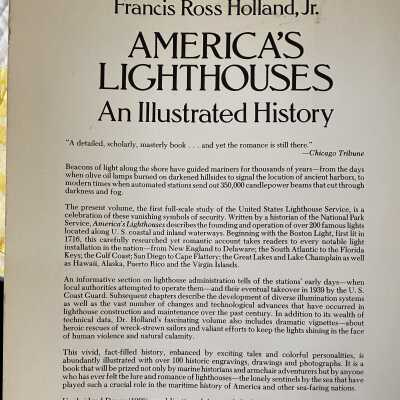 Francis Ross Holland, Jr.
AMERICA'S
LIGHTHOUSES
An Illustrated History
"A detailed, scholarly, masterly book . . . and yet the romance is still there."
—Chicago Tribune
Beacons of light along the shore have guided mariners for thousands of years—from the days
when olive oil lamps burned on darkened hillsides to signal the location of ancient harbors, to
modern times when automated stations send out 350,000 candlepower beams that cut through
darkness and fog.
The present volume, the first full-scale study of the United States Lighthouse Service, is a
celebration of these vanishing symbols of security. Written by a historian of the National Park
Service, America's Lighthouses describes the founding and operation of over 200 famous lights
located along U. S. coastal and inland waterways. Beginning with the Boston Light, first lit in
1716, this carefully researched yet romantic account takes readers to every notable light
installation in the nation—from New England to Delaware; the South Atlantic to the Florida
Keys; the Gulf Coast; San Diego to Cape Flattery; the Great Lakes and Lake Champlain as well
as Hawaii, Alaska, Puerto Rico and the Virgin Islands.
An informative section on lighthouse administration tells of the stations' early days—when
local authorities attempted to operate them—and their eventual takeover in 1939 by the U. S.
Coast Guard. Subsequent chapters describe the development of diverse illumination systems
as well as the vast number of changes and technological advances that have occurred in
lighthouse construction and maintenance over the past century. In addition to its wealth of
technical data, Dr. Holland's fascinating volume also includes dramatic vignettes—about
heroic rescues of wreck-strewn sailors and valiant efforts to keep the lights shining in the face
of human violence and natural calamity.
This vivid, fact-filled history, enhanced by exciting tales and colorful personalities, is
abundantly illustrated with over 100 historic engravings, drawings and photographs. It is a
book that will be prized not only by marine historians and armchair adventurers but by anyone
who has ever felt the lure and romance of lighthouses—the lonely sentinels by the sea that have
played such a crucial role in the maritime history of America and other sea-faring nations.